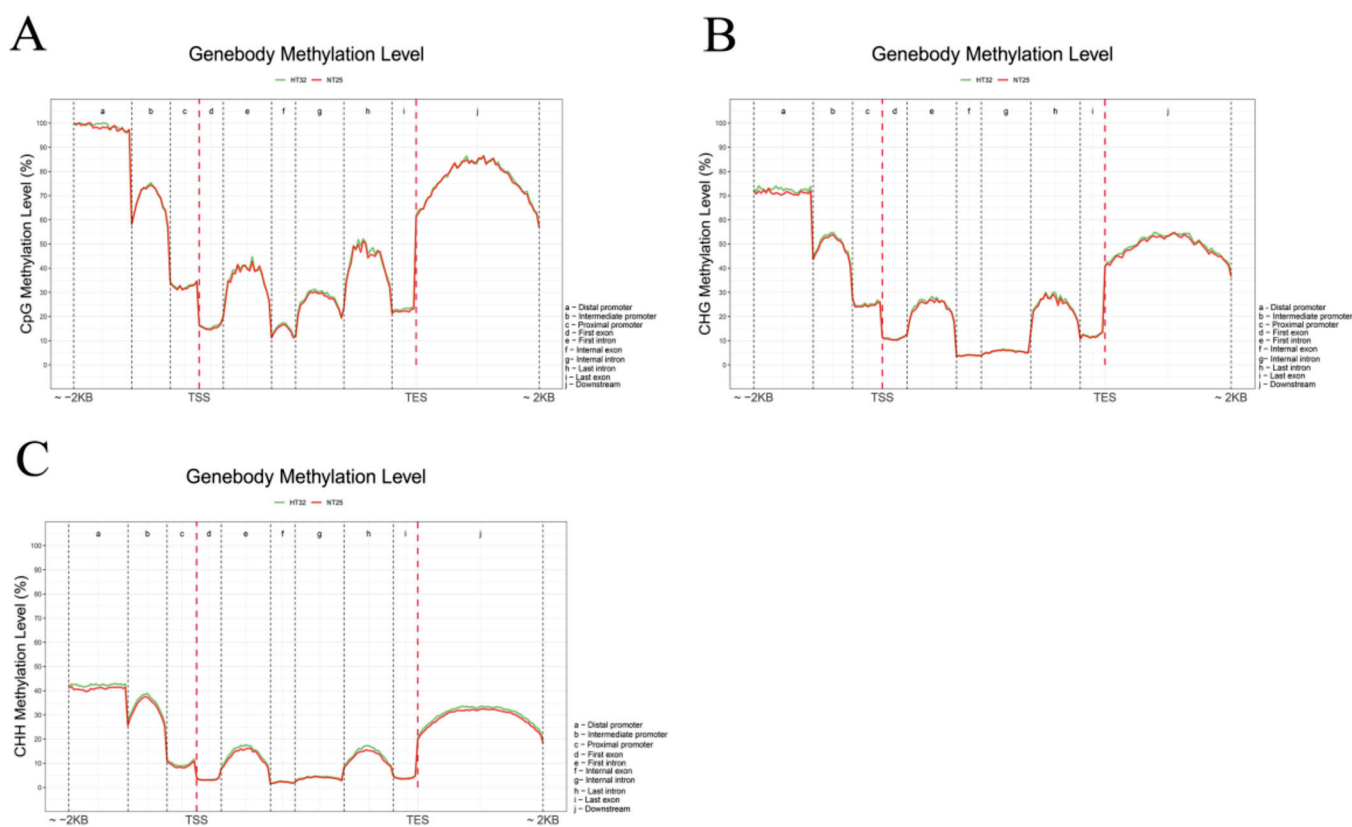 A
Genebody Methylation Level
HT32 NT25
a b c d e f g h i j
CpG Methylation Level (%)
100
90
80
70
60
50
40
30
20
10
0
a − Distal promoter
b − Intermediate promoter
c − Proximal promoter
d − First exon
e − First intron
f − Internal exon
g− Internal intron
h − Last intron
i − Last exon
j − Downstream
~ −2KB TSS TES ~ 2KB
B
Genebody Methylation Level
HT32 NT25
a b c d e f g h i j
CHG Methylation Level (%)
100
90
80
70
60
50
40
30
20
10
0
a - Distal promoter
b − Intermediate promoter
c − Proximal promoter
d − First exon
e − First intron
f − Internal exon
g− Internal intron
h − Last intron
i − Last exon
j − Downstream
~ −2KB TSS TES ~ 2KB
C
Genebody Methylation Level
HT32 NT25
a b c d e f g h i j
CHH Methylation Level (%)
100
90
80
70
60
50
40
30
20
10
0
a − Distal promoter
b − Intermediate promoter
c − Proximal promoter
d − First exon
e − First intron
f − Internal exon
g− Internal intron
h − Last intron
i − Last exon
j − Downstream
~ −2KB TSS TES ~ 2KB